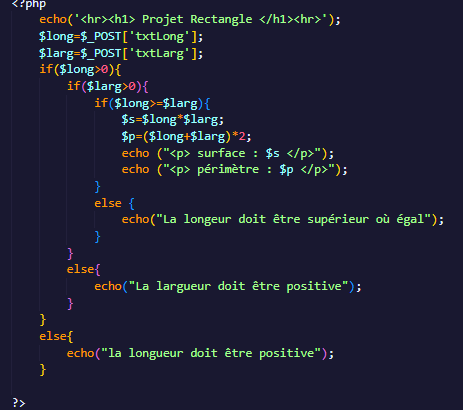 <?php
    echo('<hr><h1> Projet Rectangle </h1><hr>');
    $long=$_POST['txtLong'];
    $larg=$_POST['txtLarg'];
    if($long>0){
        if($larg>0){
            if($long>=$larg){
                $s=$long*$larg;
                $p=($long+$larg)*2;
                echo ("<p> surface : $s </p>");
                echo ("<p> périmètre : $p </p>");
            }
            else {
                echo("La longeur doit être supérieur où égal");
            }
        }
        else{
            echo("La largueur doit être positive");
        }
    }
    else{
        echo("la longueur doit être positive");
    }
?>